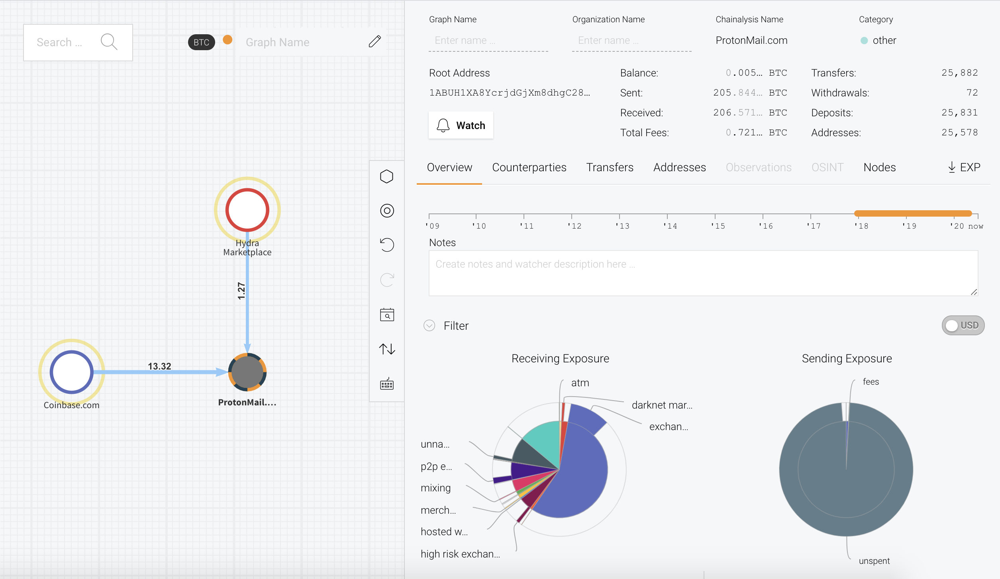 Search ...
BTC
Graph Name
Hydra
Marketplace
1.27
13.32
Coinbase.com
ProtonMail....
Graph Name
Enter name ...
Organization Name
Enter name ...
Chainalysis Name
ProtonMail.com
Category
other
Root Address
1ABUH1XA8YcrjdGjXm8dhgC28...
Watch
Balance: 0.005... BTC
Sent: 205.844... BTC
Received: 206.571... BTC
Total Fees: 0.721... BTC
Transfers: 25,882
Withdrawals: 72
Deposits: 25,831
Addresses: 25,578
Overview Counterparties Transfers Addresses Observations OSINT Nodes EXP
'09 '10 '11 '12 '13 '14 '15 '16 '17 '18 '19 '20 now
Notes
Create notes and watcher description here ...
Filter
USD
Receiving Exposure
atm
darknet mar...
exchan...
unna...
p2p e...
mixing
merch...
hosted w...
high risk exchan...
Sending Exposure
fees
unspent